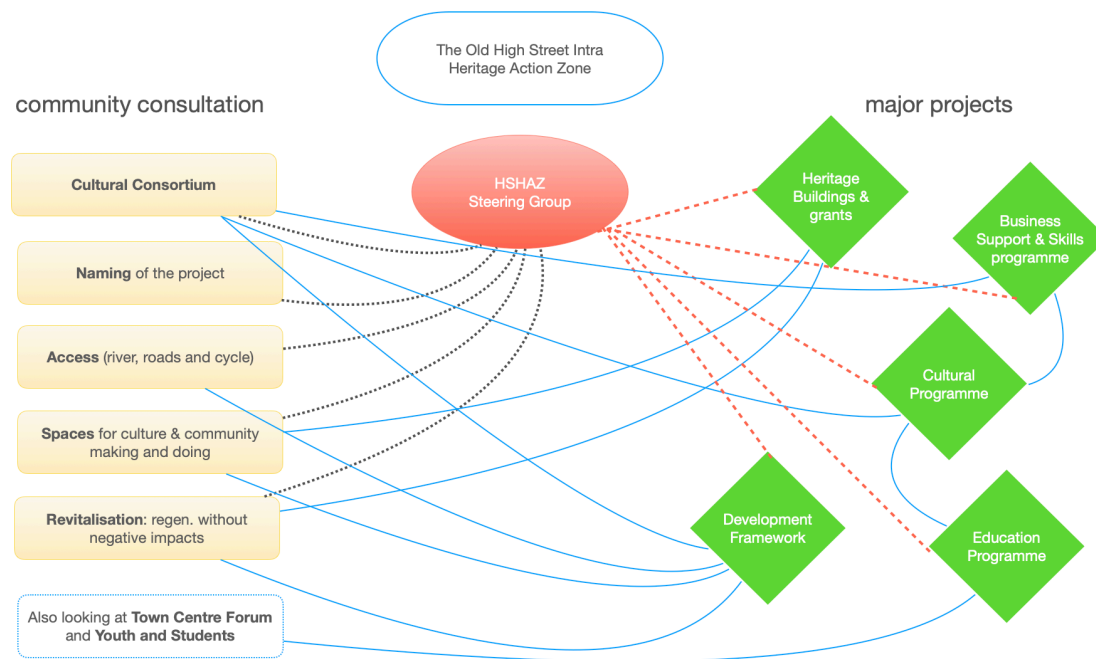 The Old High Street Intra
Heritage Action Zone
community consultation
major projects
Cultural Consortium
Naming of the project
Access (river, roads and cycle)
Spaces for culture & community
making and doing
Revitalisation: regen. without
negative impacts
Also looking at Town Centre Forum
and Youth and Students
HSHAZ
Steering Group
Heritage
Buildings &
grants
Business
Support & Skills
programme
Cultural
Programme
Development
Framework
Education
Programme